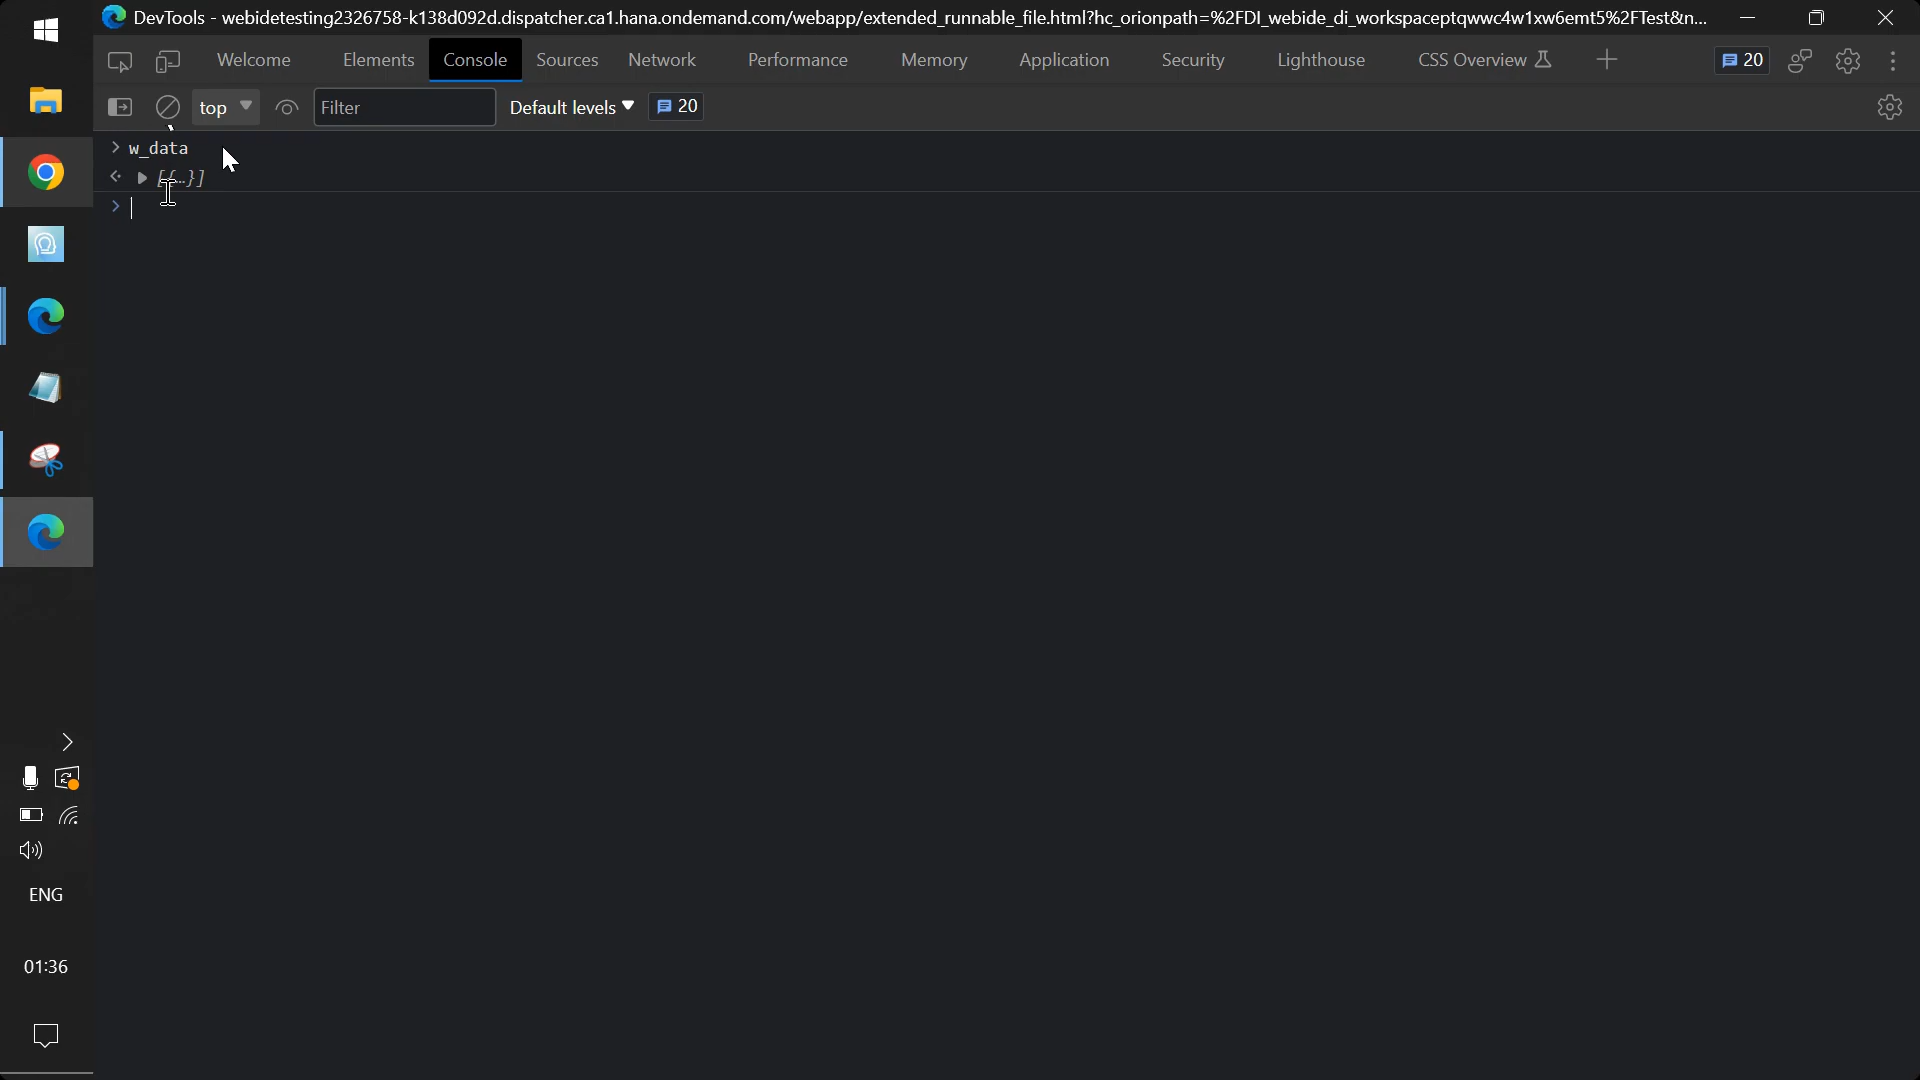 DevTools - webidetesting2326758-k138d092d.dispatcher.ca1.hana.ondemand.com/webapp/extended_runnable_file.html?hc_orionpath=%2FDI_webide_di_workspaceptqwwc4w1xw6emt5%2FTest&n...
Welcome Elements Console Sources Network Performance Memory Application Security Lighthouse CSS Overview 20
top Filter Default levels 20
w_data
[{…}]
ENG
01:36